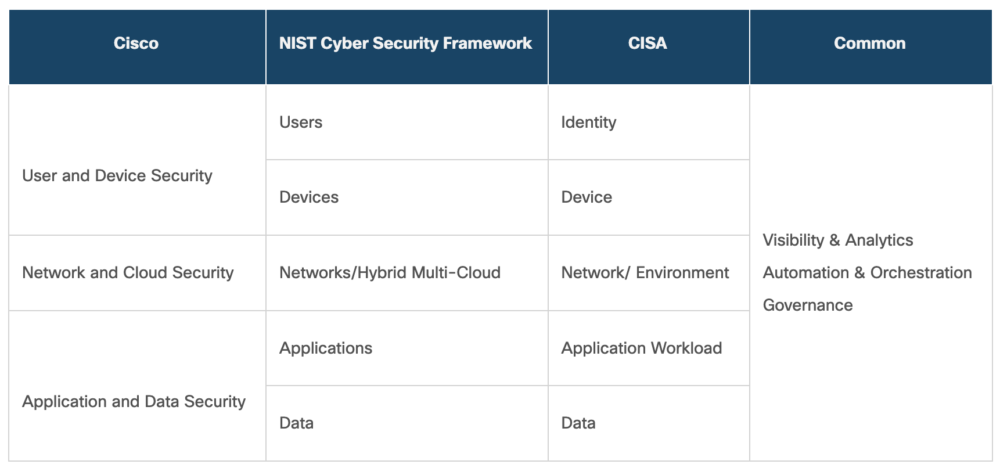 Cisco
NIST Cyber Security Framework
CISA
Common
User and Device Security
Users
Identity
Devices
Device
Network and Cloud Security
Networks/Hybrid Multi-Cloud
Network/ Environment
Application and Data Security
Applications
Application Workload
Data
Data
Visibility & Analytics
Automation & Orchestration
Governance